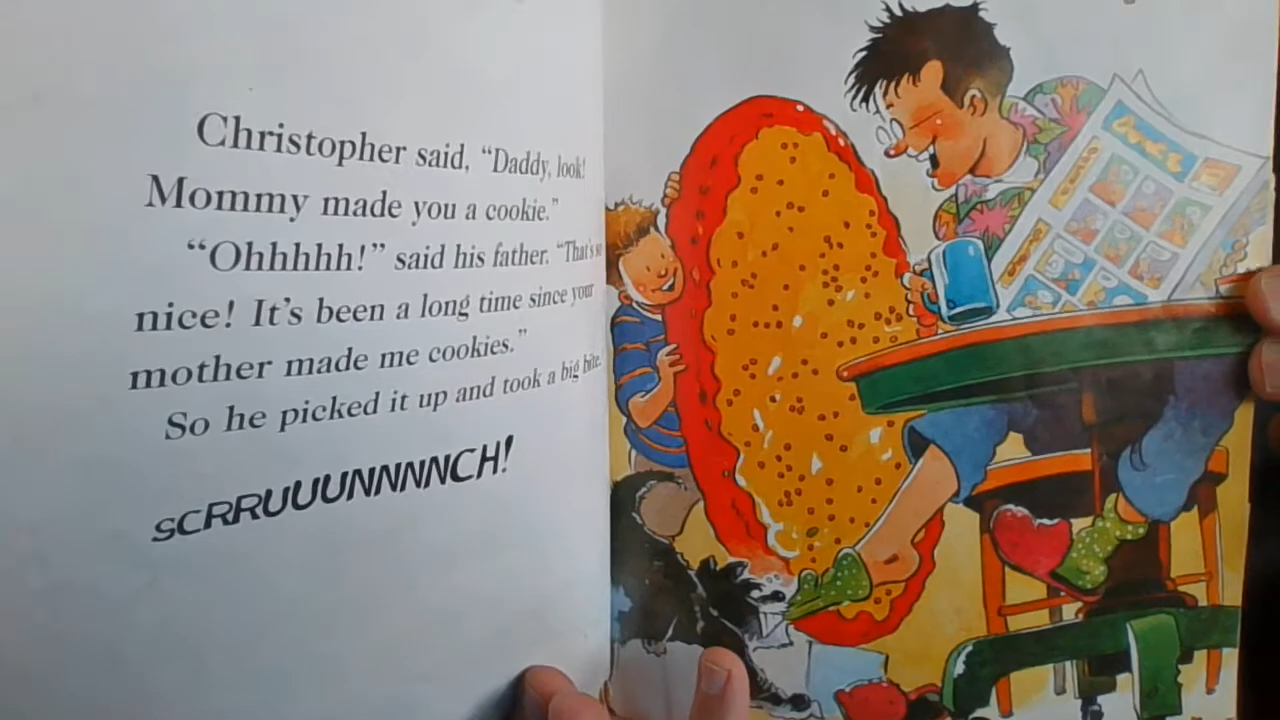 Christopher said, “Daddy, look!
Mommy made you a cookie.”
“Ohhhhh!” said his father. “That's so
nice! It's been a long time since your
mother made me cookies.”
So he picked it up and took a big bite.
SCRRUUUNNNNCH!